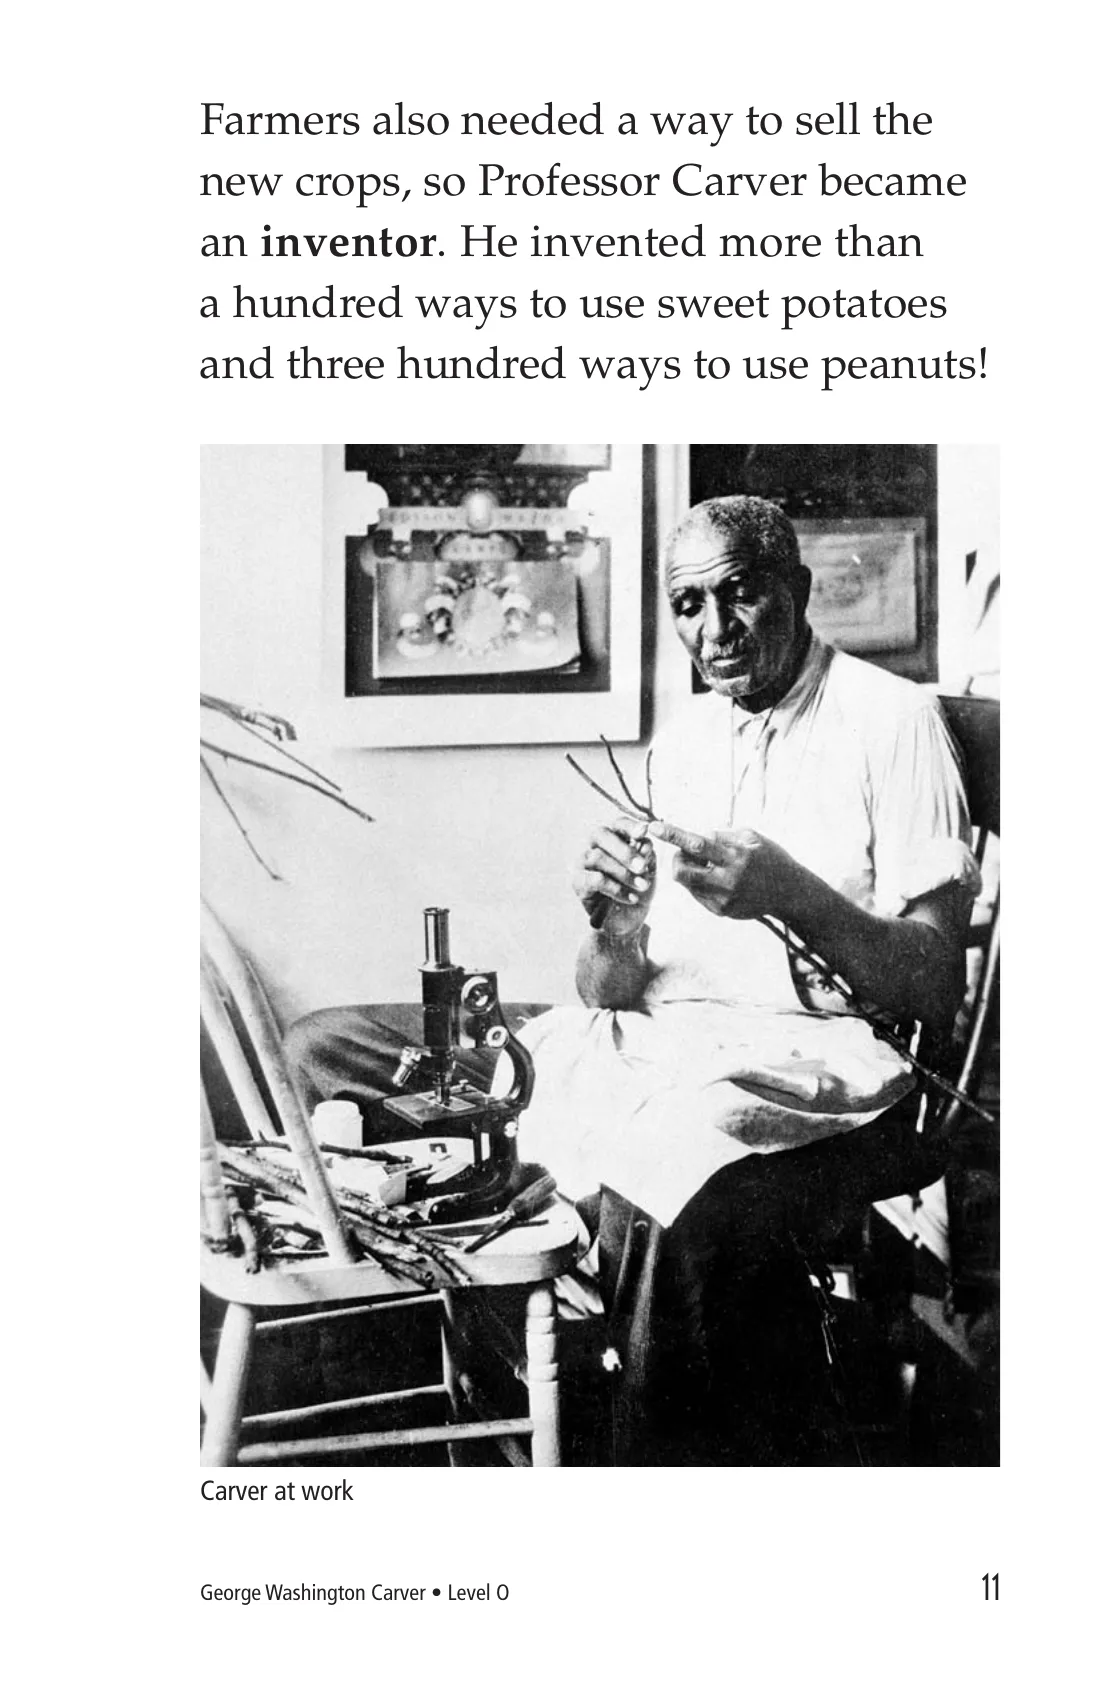 Farmers also needed a way to sell the
new crops, so Professor Carver became
an inventor. He invented more than
a hundred ways to use sweet potatoes
and three hundred ways to use peanuts!
Carver at work
George Washington Carver • Level O
11